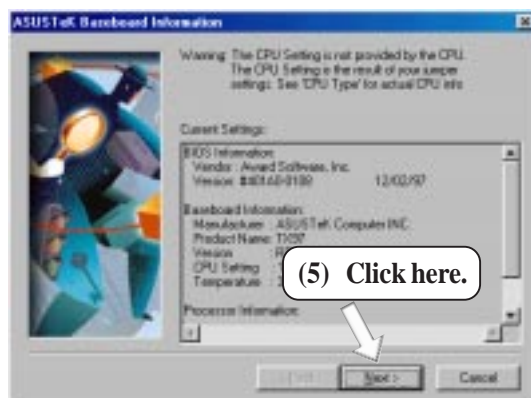 ASUSTeK Baseboard Information
Warning: The CPU Setting is not provided by the CPU.
The CPU Setting is the result of your jumper
settings. See 'CPU Type' for actual CPU info
Current Settings:
BIOS Information:
Vendor : Award Software, Inc.
Version : 12/02/97
Baseboard Information:
Manufacturer : ASUSTeK Computer INC.
Product Name: TX97
Version :
CPU Setting :
Temperature :
Processor Information:
(5) Click here.
Next >
Cancel